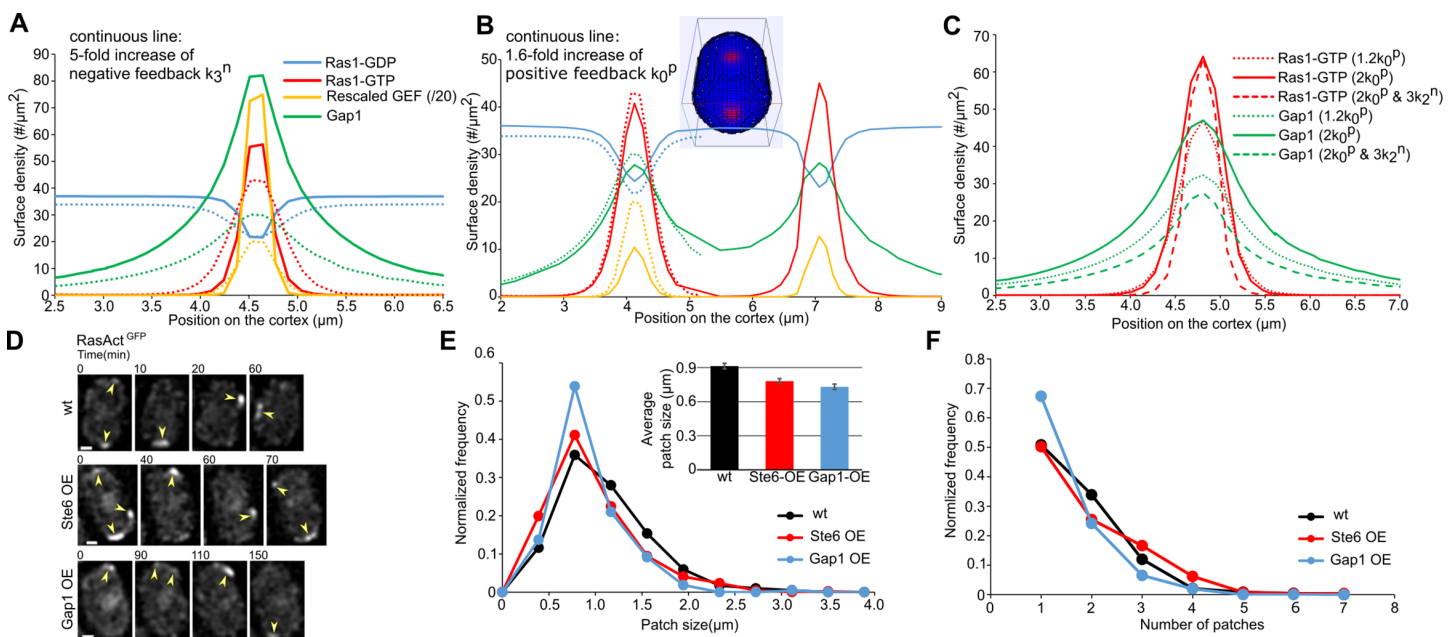 A
continuous line:
5-fold increase of
negative feedback k3n
Ras1-GDP
Ras1-GTP
Rescaled GEF (/20)
Gap1
Surface density (#/µm2)
90
80
70
60
50
40
30
20
10
0
2.5 3.0 3.5 4.0 4.5 5.0 5.5 6.0 6.5
Position on the cortex (µm)
B
continuous line:
1.6-fold increase of
positive feedback k0p
Surface density (#/µm2)
50
40
30
20
10
0
2 3 4 5 6 7 8 9
Position on the cortex (µm)
C
Ras1-GTP (1.2k0p)
Ras1-GTP (2k0p)
Ras1-GTP (2k0p & 3k2n)
Gap1 (1.2k0p)
Gap1 (2k0p)
Gap1 (2k0p & 3k2n)
Surface density (#/µm2)
70
60
50
40
30
20
10
0
2.5 3.0 3.5 4.0 4.5 5.0 5.5 6.0 6.5 7.0
Position on the cortex (µm)
D
RasAct GFP
Time(min)
0 10 20 60
wt
0 40 60 70
Ste6 OE
0 90 110 150
Gap1 OE
E
Normalized frequency
0.6
0.5
0.4
0.3
0.2
0.1
0
0 0.5 1.0 1.5 2.0 2.5 3.0 3.5 4.0
Patch size(µm)
Average
patch size (µm)
0.9
0.6
0.3
0
wt Ste6-OE Gap1-OE
wt
Ste6 OE
Gap1 OE
F
Normlized frequency
0.8
0.7
0.6
0.5
0.4
0.3
0.2
0.1
0
0 1 2 3 4 5 6 7 8
Number of patches
wt
Ste6 OE
Gap1 OE